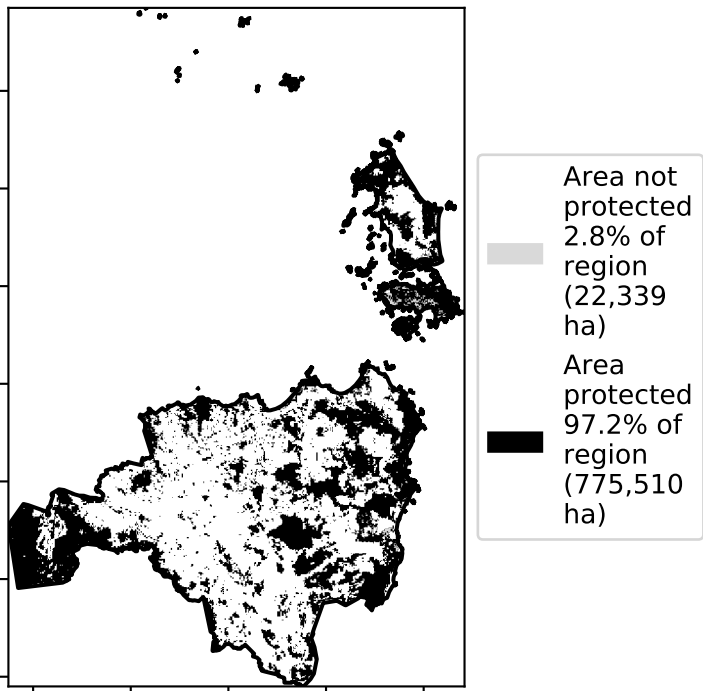 Area not
protected
2.8% of
region
(22,339
ha)
Area
protected
97.2% of
region
(775,510
ha)